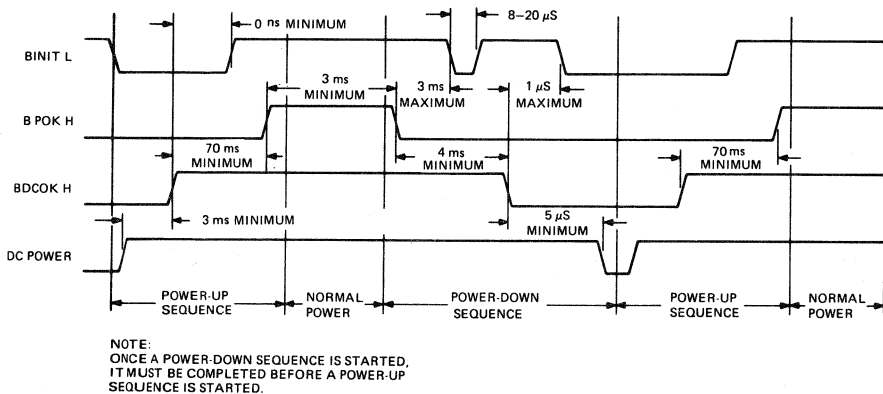 8–20 µS
0 ns MINIMUM
BINIT L
3 ms
MINIMUM
3 ms
MAXIMUM
1 µS
MAXIMUM
B POK H
70 ms
MINIMUM
4 ms
MINIMUM
70 ms
MINIMUM
BDCOK H
3 ms MINIMUM
5 µS
MINIMUM
DC POWER
POWER-UP
SEQUENCE
NORMAL
POWER
POWER-DOWN
SEQUENCE
POWER-UP
SEQUENCE
NORMAL
POWER
NOTE:
ONCE A POWER-DOWN SEQUENCE IS STARTED,
IT MUST BE COMPLETED BEFORE A POWER-UP
SEQUENCE IS STARTED.